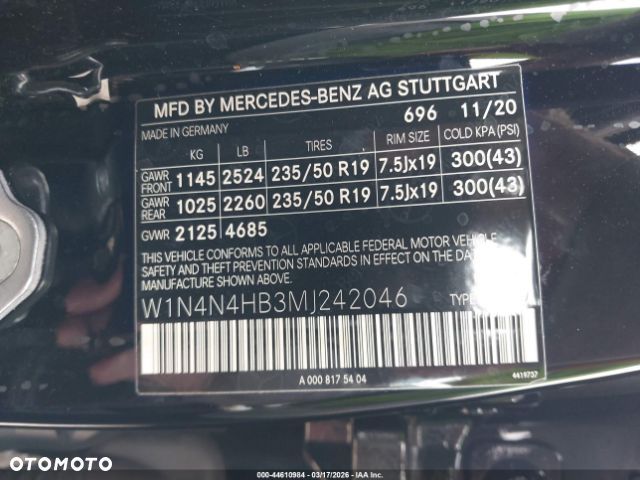 MFD BY MERCEDES-BENZ AG STUTTGART
696 11/20
MADE IN GERMANY
KG LB TIRES RIM SIZE COLD KPA (PSI)
GAWR FRONT 1145 2524 235/50 R19 7.5Jx19 300(43)
GAWR REAR 1025 2260 235/50 R19 7.5Jx19 300(43)
GVWR 2125 4685
THIS VEHICLE CONFORMS TO ALL APPLICABLE FEDERAL MOTOR VEHICLE
SAFETY AND THEFT PREVENTION STANDARDS IN EFFECT ON THE DATE OF
MANUFACTURE SHOWN ABOVE.
W1N4N4HB3MJ242046 TYPE
A 000 817 54 04
4419737
OTOMOTO
000-44610984 - 03/17/2026 - IAA Inc.
OTOMOTO